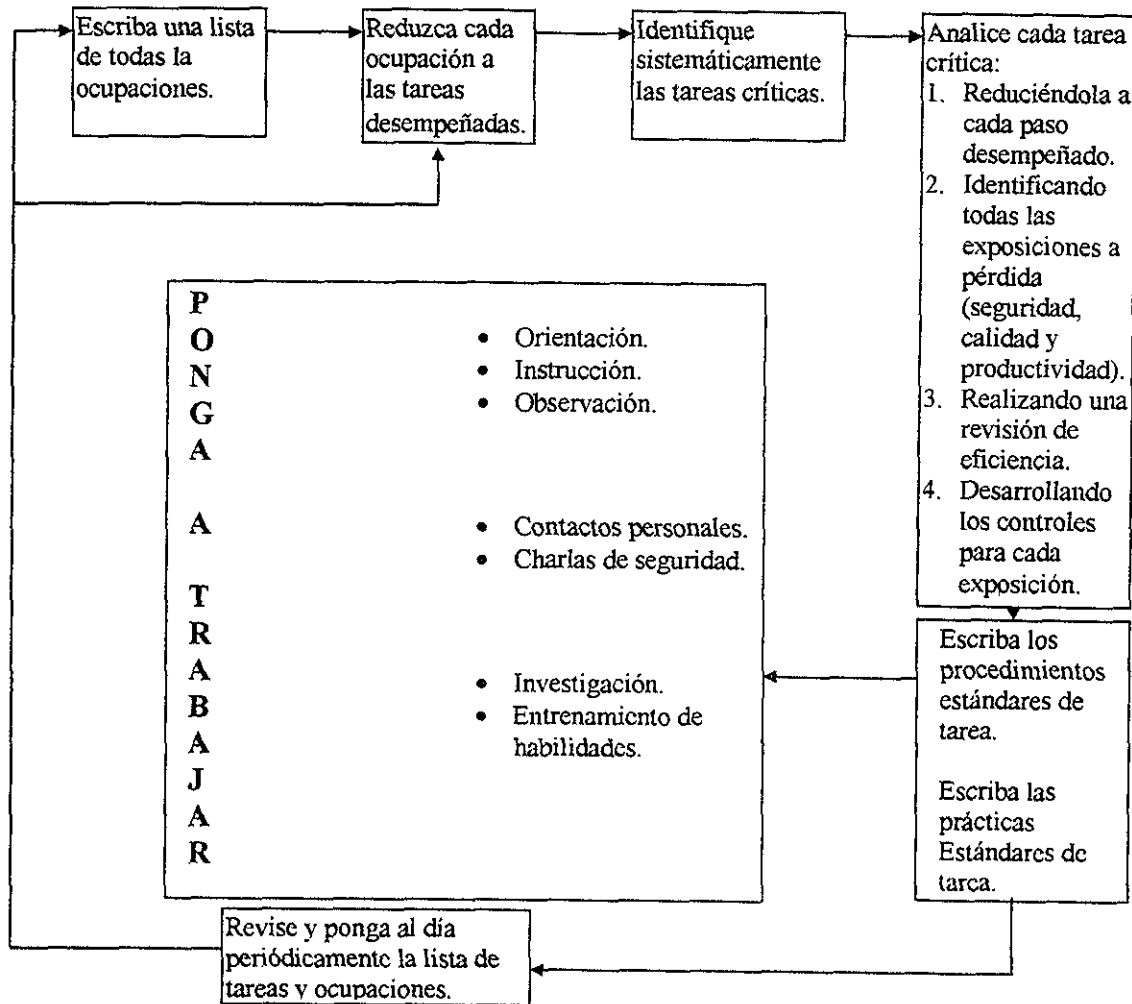 Escriba una lista
de todas la
ocupaciones.
Reduzca cada
ocupación a
las tareas
desempeñadas.
Identifique
sistemáticamente
las tareas críticas.
Analice cada tarea
crítica:
1. Reduciéndola a
cada paso
desempeñado.
2. Identificando
todas las
exposiciones a
pérdida
(seguridad,
calidad y
productividad).
3. Realizando una
revisión de
eficiencia.
4. Desarrollando
los controles
para cada
exposición.
Escriba los
procedimientos
estándares de
tarea.
Escriba las
prácticas
Estándares de
tarea.
P
O
N
G
A
A
T
R
A
B
A
J
A
R
• Orientación.
• Instrucción.
• Observación.
• Contactos personales.
• Charlas de seguridad.
• Investigación.
• Entrenamiento de
habilidades.
Revise y ponga al día
periódicamente la lista de
tareas y ocupaciones.